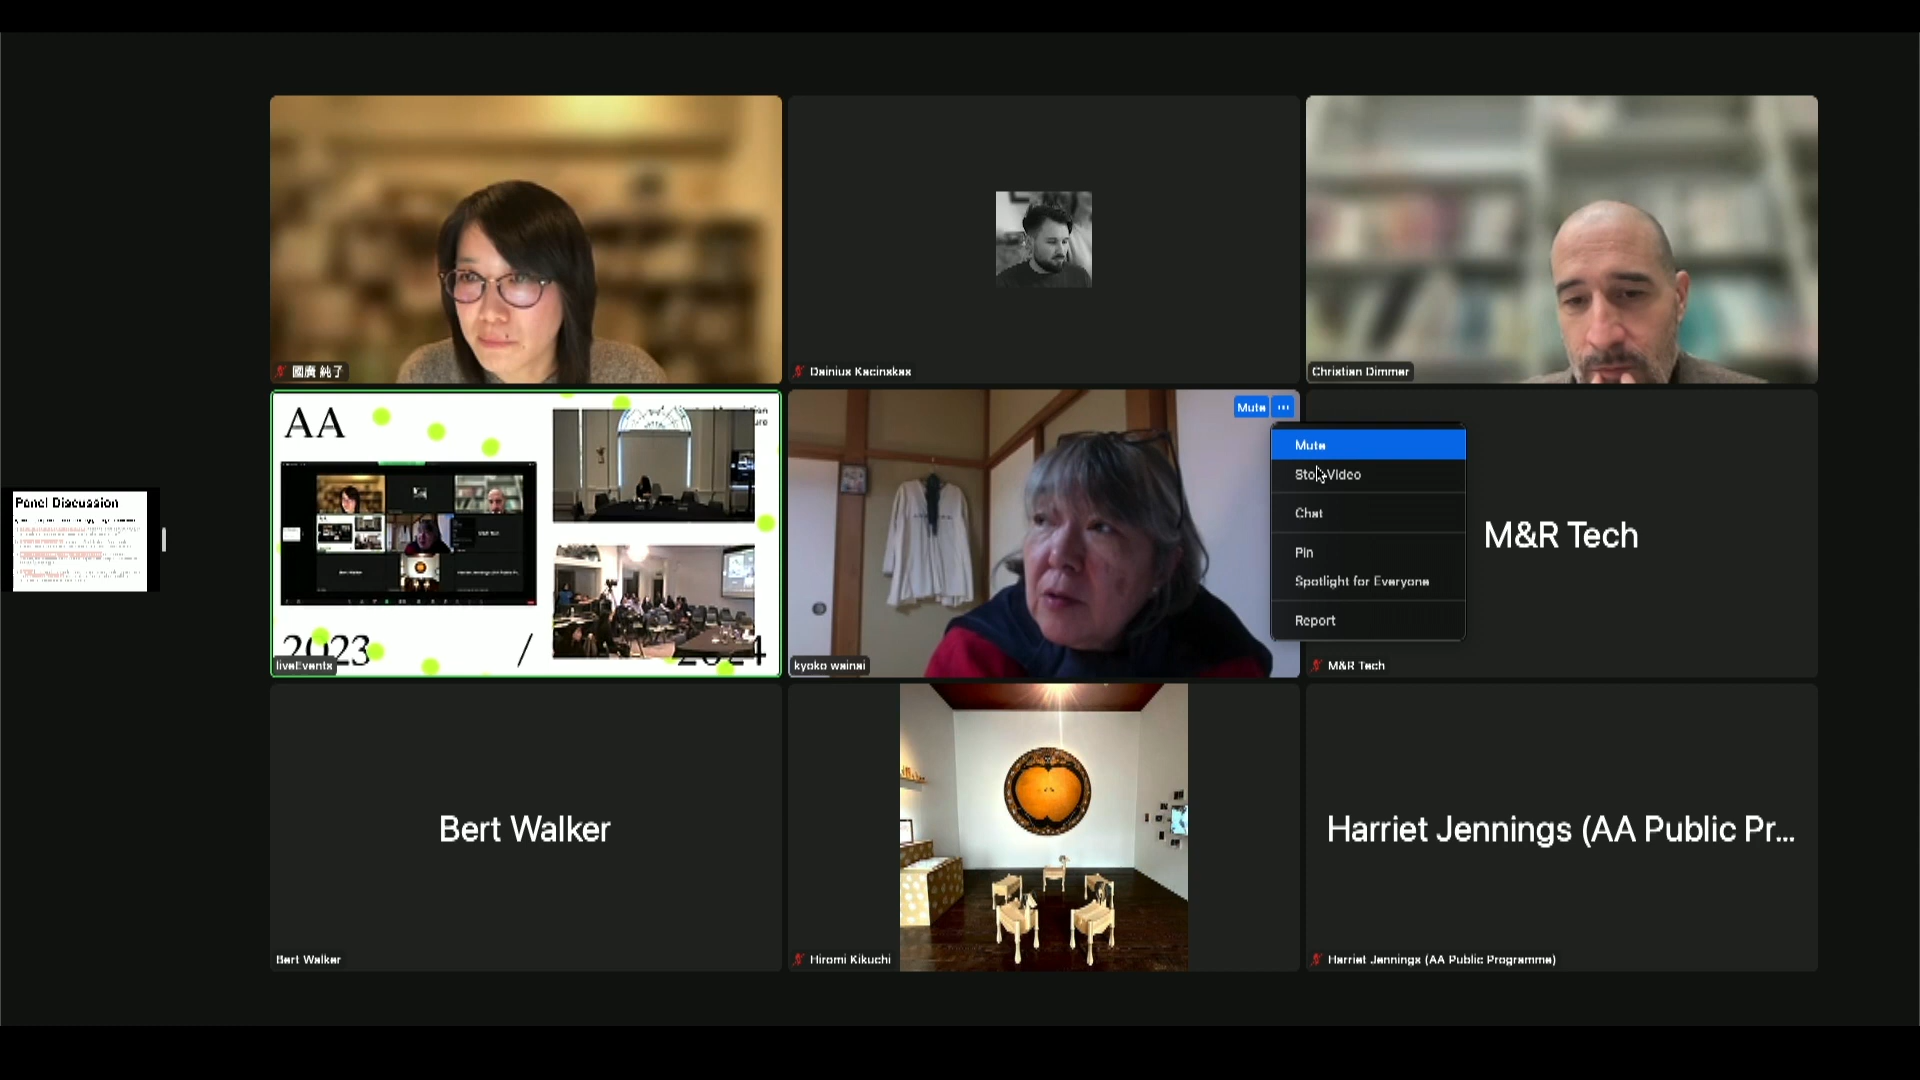 國廣 純子
Dainius Kacinskas
Christian Dimmer
Panel Discussion
AA
2023 / 2024
liveEvents
Mute ...
kyoko wainai
Mute
Stop Video
Chat
Pin
Spotlight for Everyone
Report
M&R Tech
M&R Tech
Bert Walker
Bert Walker
Hiromi Kikuchi
Harriet Jennings (AA Public Pr...
Harriet Jennings (AA Public Programme)